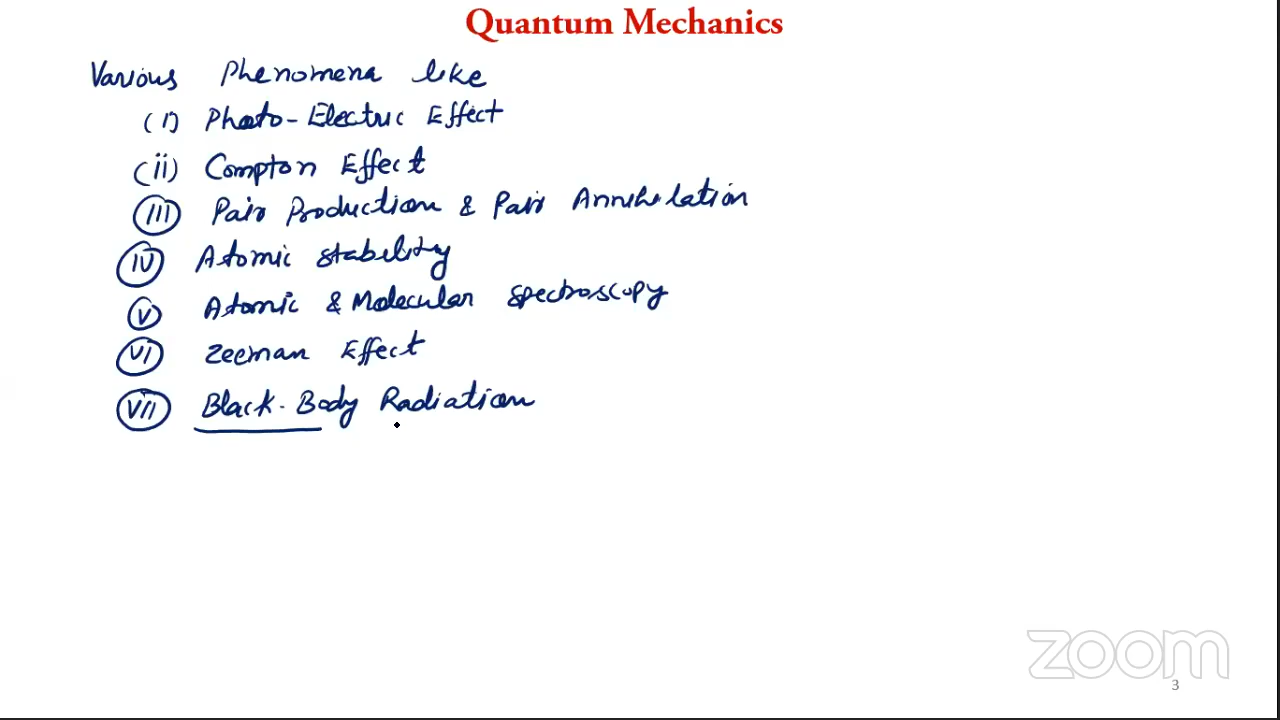 Quantum Mechanics
Various Phenomena like
(i) Photo-Electric Effect
(ii) Compton Effect
(III) Pair Production & Pair Annihilation
(IV) Atomic stability
(V) Atomic & Molecular spectroscopy
(VI) Zeeman Effect
(VII) Black-Body Radiation
zoom
3